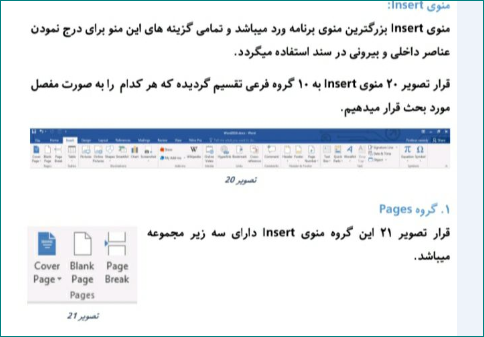 منوی Insert:
منوی Insert بزرگترین منوی برنامه ورد میباشد و تمامی گزینه های این منو برای درج نمودن
عناصر داخلی و بیرونی در سند استفاده میگردد.
قرار تصویر ۲۰ منوی Insert به ۱۰ گروه فرعی تقسیم گردیده که هر کدام را به صورت مفصل
مورد بحث قرار میدهیم.
تصویر 20
۱. گروه Pages
قرار تصویر ۲۱ این گروه منوی Insert دارای سه زیر مجموعه
میباشد.
Cover Blank Page
Page Page Break
Pages
تصویر 21